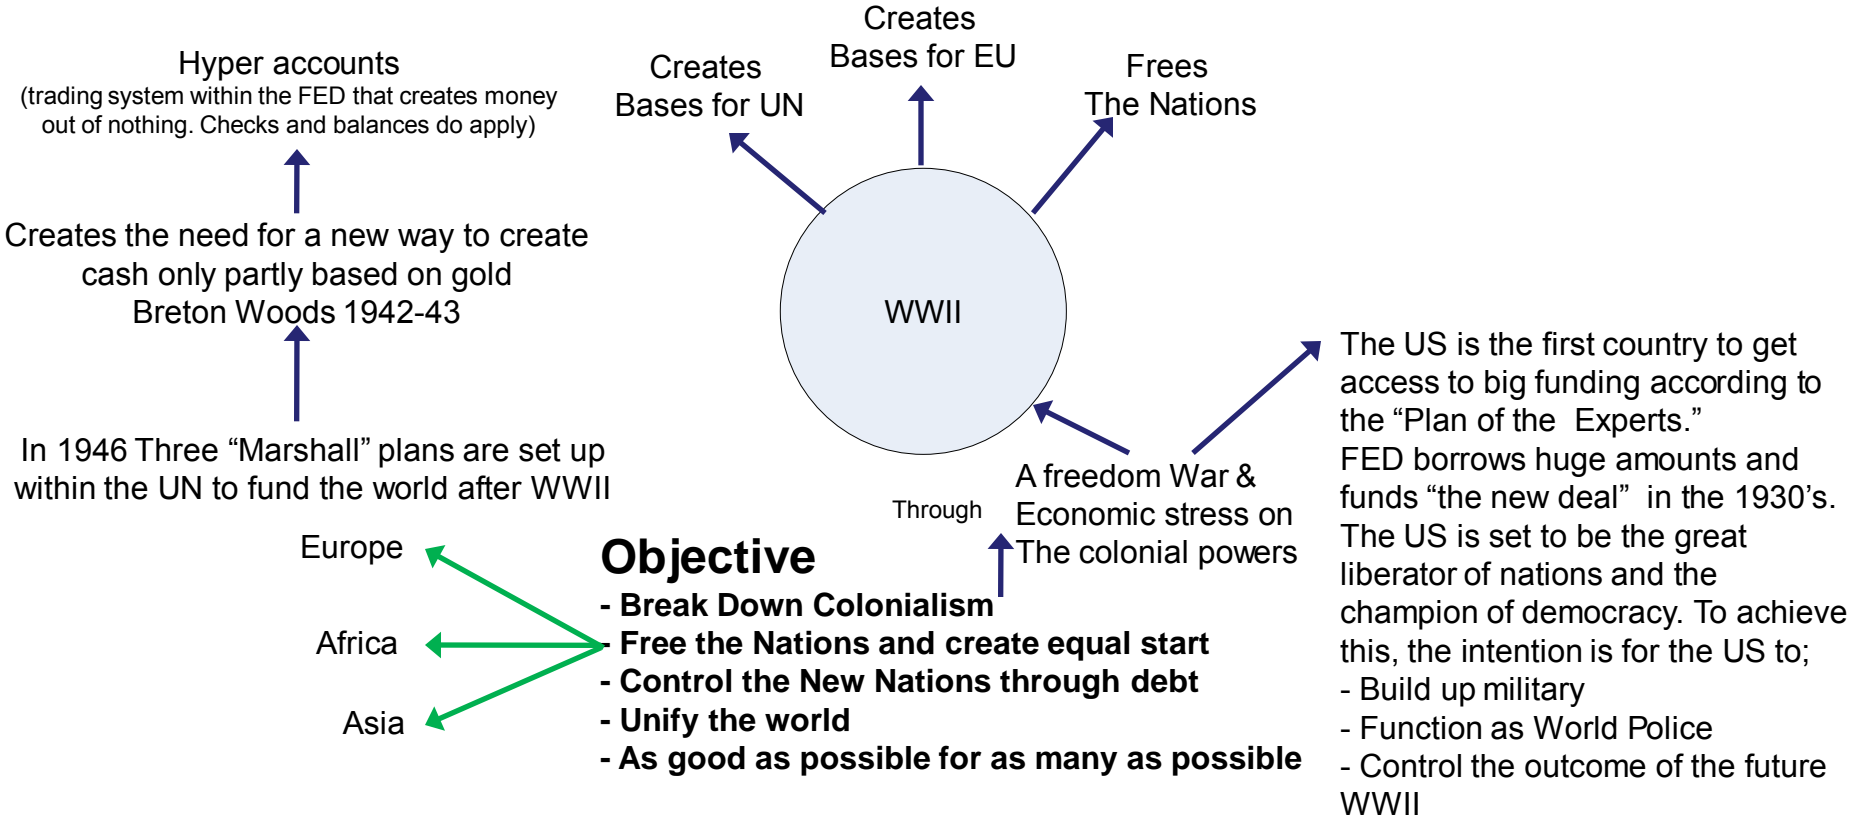 Hyper accounts
(trading system within the FED that creates money
out of nothing. Checks and balances do apply)
Creates the need for a new way to create
cash only partly based on gold
Breton Woods 1942-43
In 1946 Three “Marshall” plans are set up
within the UN to fund the world after WWII
Europe
Africa
Asia
Creates
Bases for UN
Creates
Bases for EU
Frees
The Nations
WWII
Through
A freedom War &
Economic stress on
The colonial powers
Objective
- Break Down Colonialism
- Free the Nations and create equal start
- Control the New Nations through debt
- Unify the world
- As good as possible for as many as possible
The US is the first country to get
access to big funding according to
the “Plan of the Experts.”
FED borrows huge amounts and
funds “the new deal” in the 1930’s.
The US is set to be the great
liberator of nations and the
champion of democracy. To achieve
this, the intention is for the US to;
- Build up military
- Function as World Police
- Control the outcome of the future
WWII